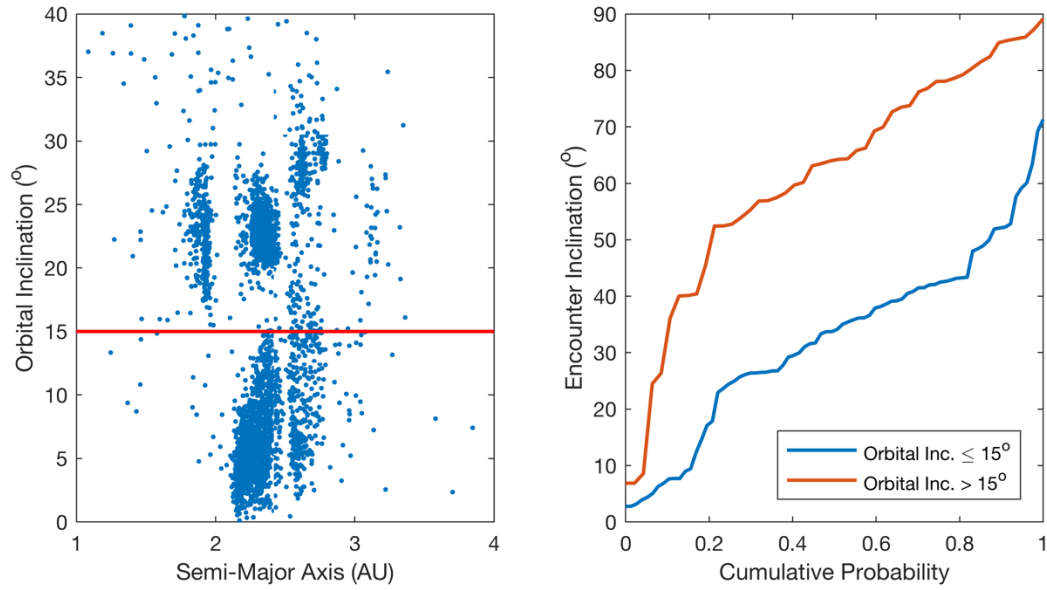 40
35
30
25
20
15
10
5
0
Orbital Inclination (°)
1 2 3 4
Semi-Major Axis (AU)
90
80
70
60
50
40
30
20
10
0
Encounter Inclination (°)
Orbital Inc. ≤ 15°
Orbital Inc. > 15°
0 0.2 0.4 0.6 0.8 1
Cumulative Probability